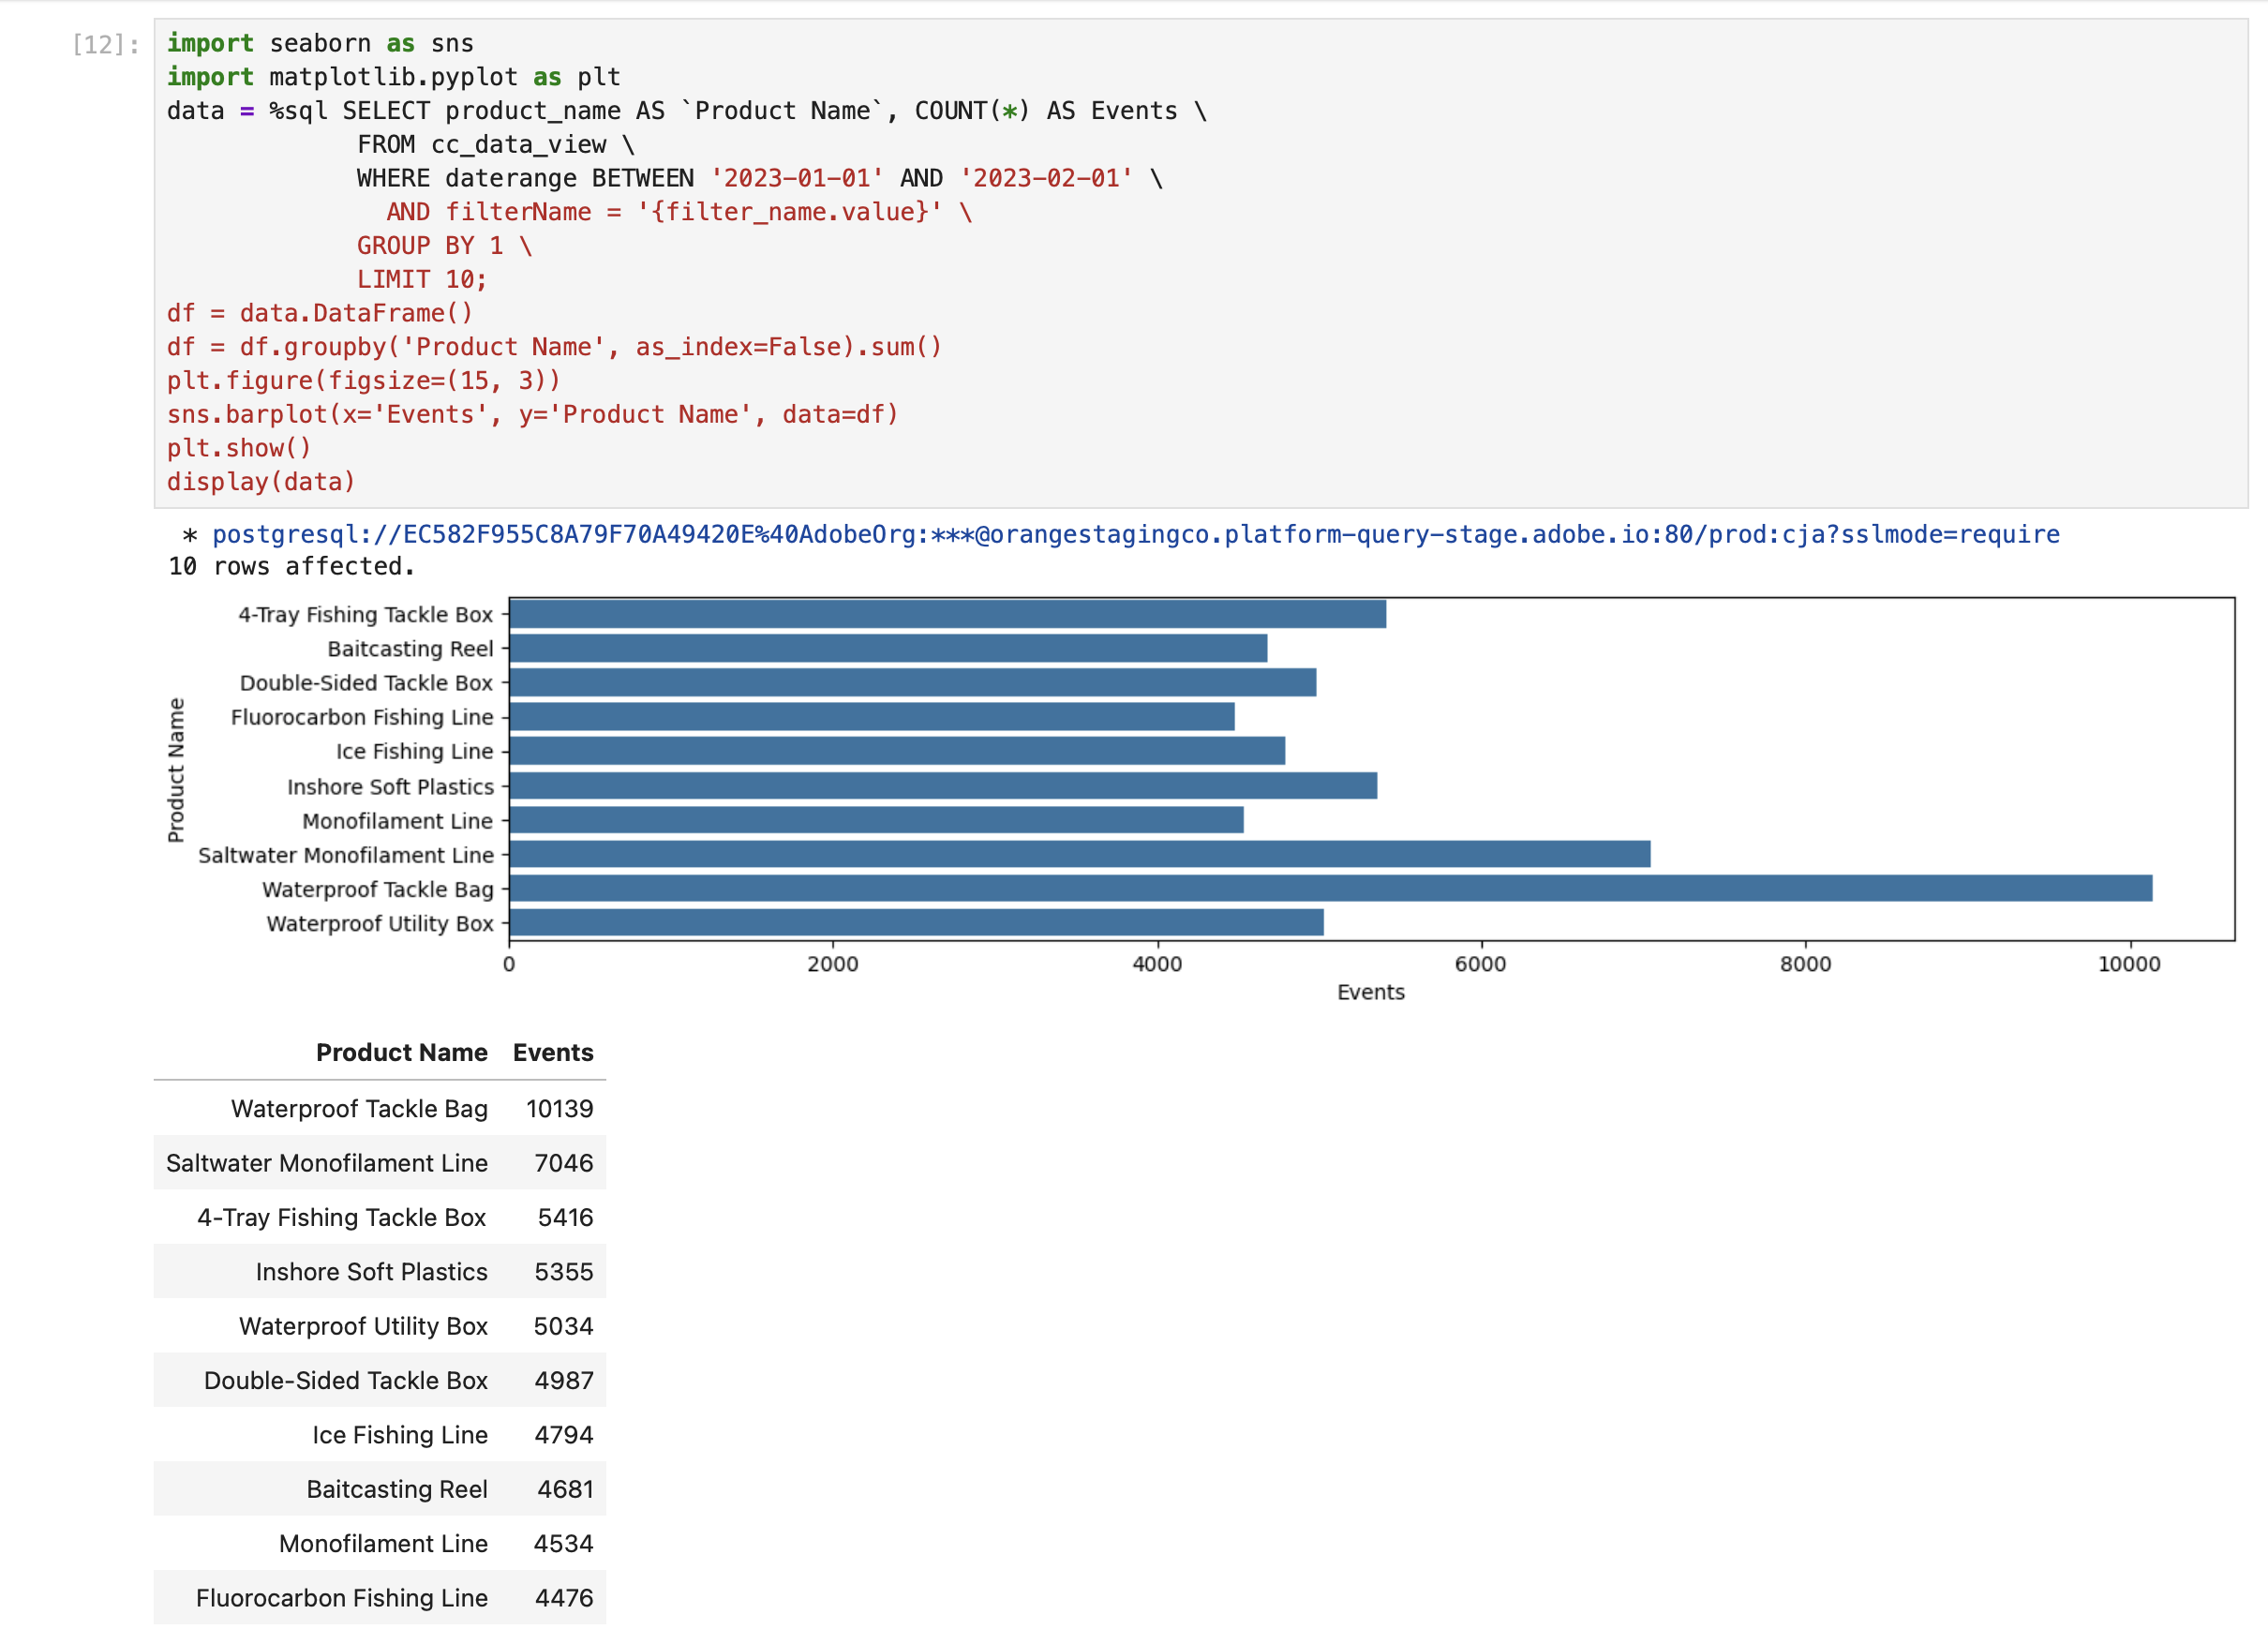 [12]: import seaborn as sns
import matplotlib.pyplot as plt
data = %sql SELECT product_name AS `Product Name`, COUNT(*) AS Events \
FROM cc_data_view \
WHERE daterange BETWEEN '2023-01-01' AND '2023-02-01' \
AND filterName = '{filter_name.value}' \
GROUP BY 1 \
LIMIT 10;
df = data.DataFrame()
df = df.groupby('Product Name', as_index=False).sum()
plt.figure(figsize=(15, 3))
sns.barplot(x='Events', y='Product Name', data=df)
plt.show()
display(data)
* postgresql://EC582F955C8A79F70A49420E%40AdobeOrg:***@orangestagingco.platform-query-stage.adobe.io:80/prod:cja?sslmode=require
10 rows affected.
Product Name
4-Tray Fishing Tackle Box
Baitcasting Reel
Double-Sided Tackle Box
Fluorocarbon Fishing Line
Ice Fishing Line
Inshore Soft Plastics
Monofilament Line
Saltwater Monofilament Line
Waterproof Tackle Bag
Waterproof Utility Box
0 2000 4000 6000 8000 10000
Events
Product Name Events
Waterproof Tackle Bag 10139
Saltwater Monofilament Line 7046
4-Tray Fishing Tackle Box 5416
Inshore Soft Plastics 5355
Waterproof Utility Box 5034
Double-Sided Tackle Box 4987
Ice Fishing Line 4794
Baitcasting Reel 4681
Monofilament Line 4534
Fluorocarbon Fishing Line 4476